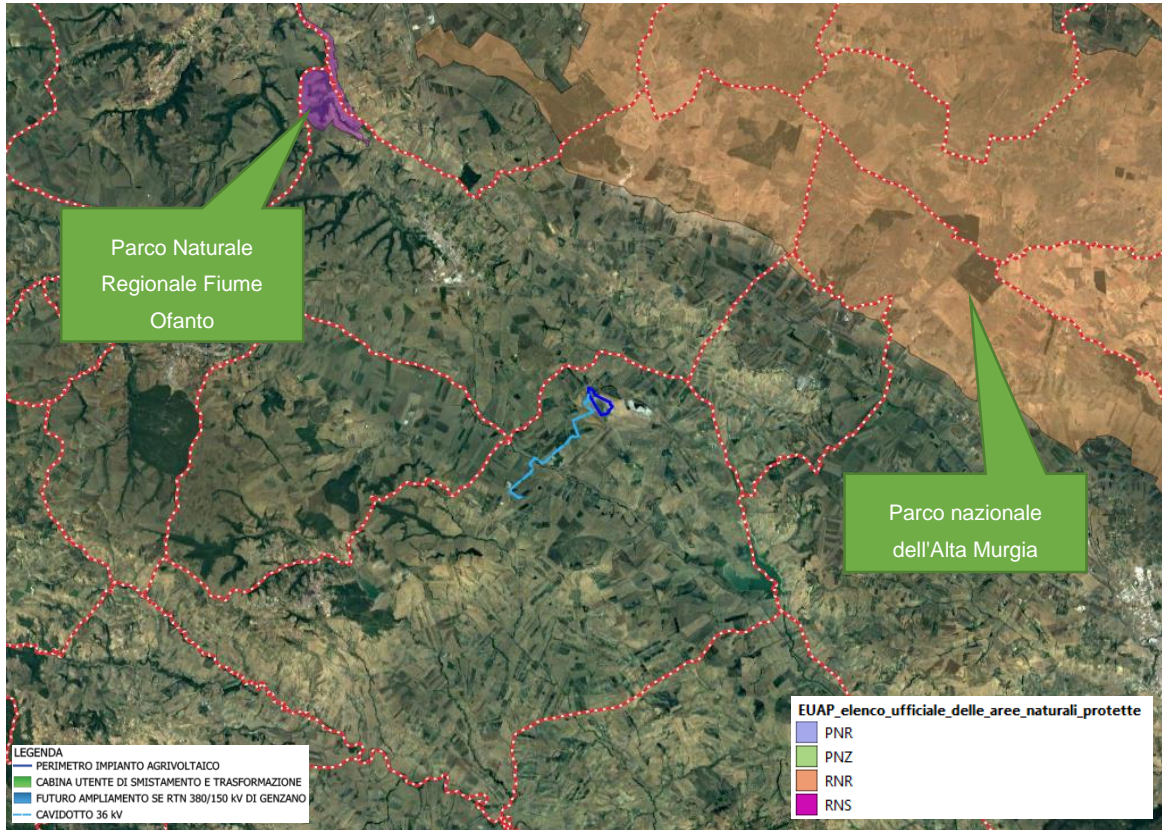 Parco Naturale
Regionale Fiume
Ofanto
Parco nazionale
dell'Alta Murgia
LEGENDA
PERIMETRO IMPIANTO AGRIVOLTAICO
CABINA UTENTE DI SMISTAMENTO E TRASFORMAZIONE
FUTURO AMPLIAMENTO SE RTN 380/150 kV DI GENZANO
CAVIDOTTO 36 kV
EUAP_elenco_ufficiale_delle_aree_naturali_protette
PNR
PNZ
RNR
RNS